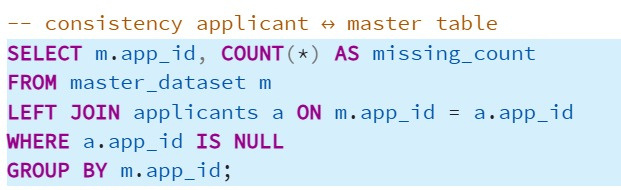 -- consistency applicant ↔ master table
SELECT m.app_id, COUNT(*) AS missing_count
FROM master_dataset m
LEFT JOIN applicants a ON m.app_id = a.app_id
WHERE a.app_id IS NULL
GROUP BY m.app_id;